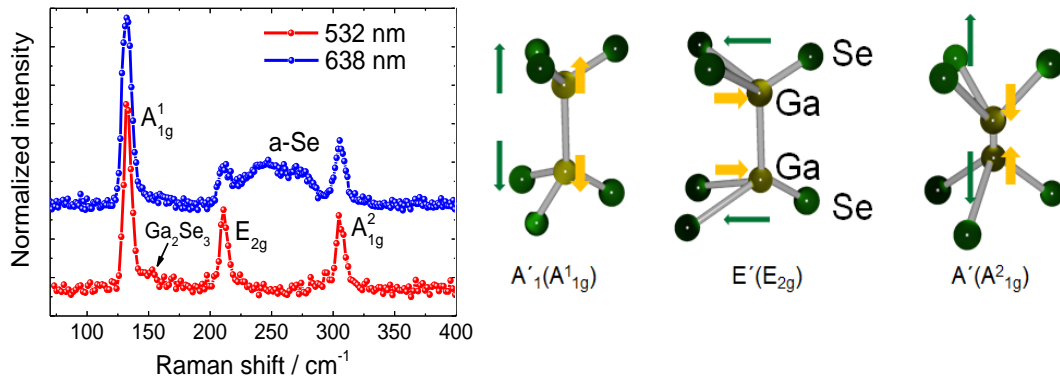 Normalized intensity
532 nm
638 nm
A¹₁g
a-Se
Ga₂Se₃
E₂g
A²₁g
100 150 200 250 300 350 400
Raman shift / cm⁻¹
Se
Ga
Ga
Se
A´₁(A¹₁g)
E´(E₂g)
A´(A²₁g)